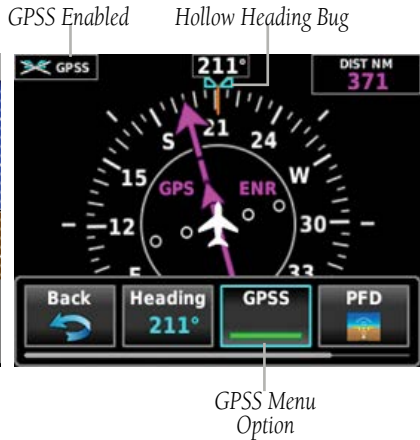 GPSS Enabled
Hollow Heading Bug
GPSS
211°
DIST NM
371
S
21
24
15
W
GPS
ENR
12
30
E
33
Back
Heading
211°
GPSS
PFD
GPSS Menu
Option